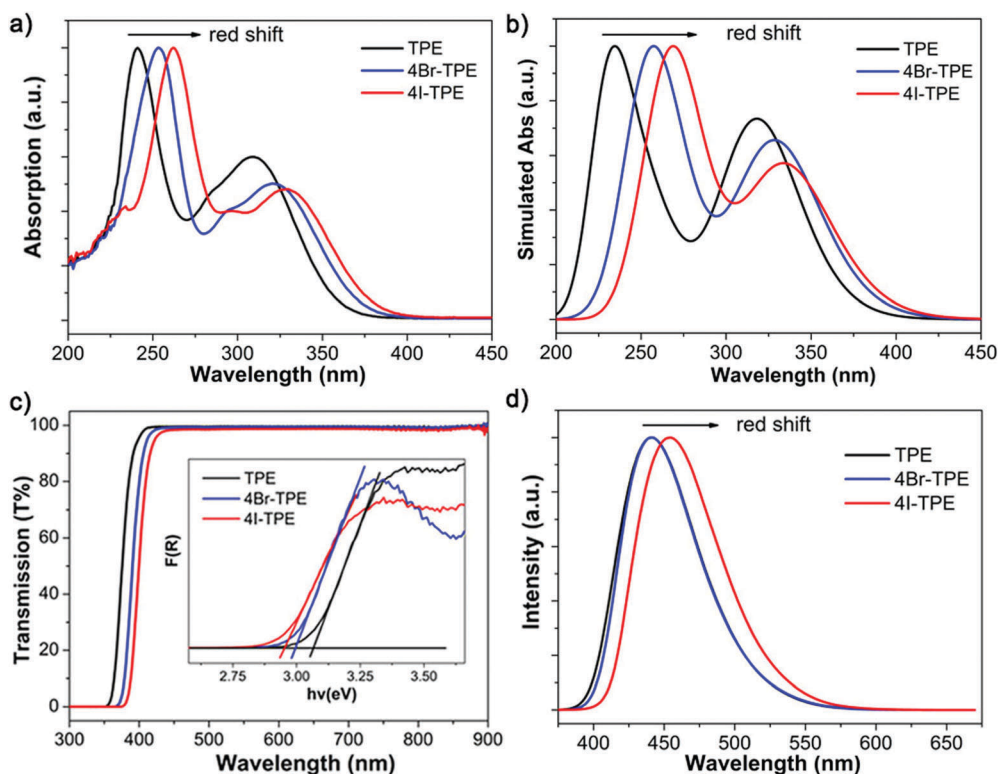 a)
red shift
TPE
4Br-TPE
4I-TPE
Absorption (a.u.)
200 250 300 350 400 450
Wavelength (nm)
b)
red shift
TPE
4Br-TPE
4I-TPE
Simulated Abs (a.u.)
200 250 300 350 400 450
Wavelength (nm)
c)
100
80
60
40
20
0
Transmission (T%)
TPE
4Br-TPE
4I-TPE
F(R)
2.75 3.00 3.25 3.50
hν(eV)
300 400 500 600 700 800 900
Wavelength (nm)
d)
red shift
TPE
4Br-TPE
4I-TPE
Intensity (a.u.)
400 450 500 550 600 650
Wavelength (nm)